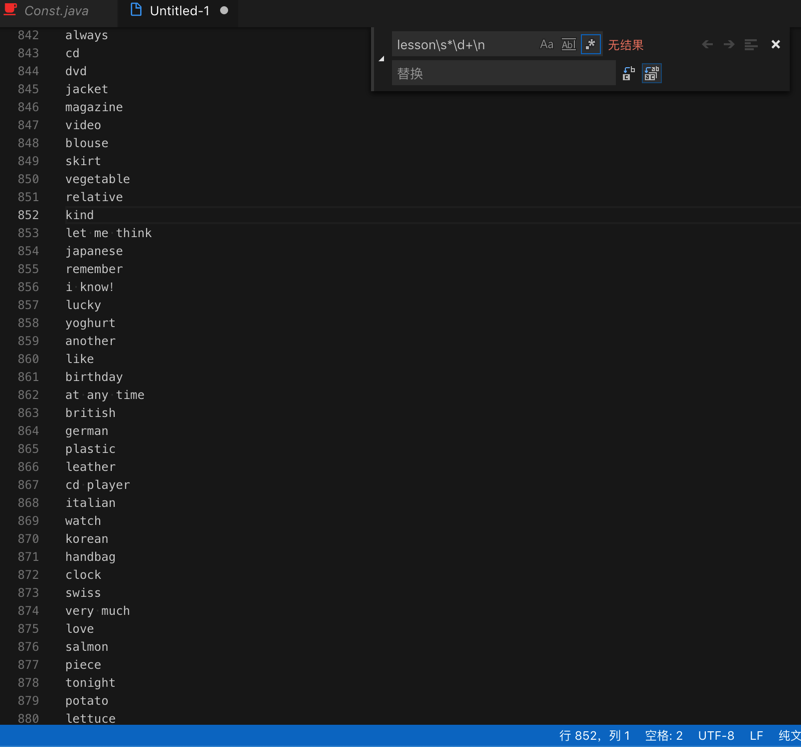 Const.java
Untitled-1
lesson\s*\d+\n
Aa
Abl
.*
无结果
替换
842 always
843 cd
844 dvd
845 jacket
846 magazine
847 video
848 blouse
849 skirt
850 vegetable
851 relative
852 kind
853 let me think
854 japanese
855 remember
856 i know!
857 lucky
858 yoghurt
859 another
860 like
861 birthday
862 at any time
863 british
864 german
865 plastic
866 leather
867 cd player
868 italian
869 watch
870 korean
871 handbag
872 clock
873 swiss
874 very much
875 love
876 salmon
877 piece
878 tonight
879 potato
880 lettuce
行 852，列 1 空格: 2 UTF-8 LF 纯文